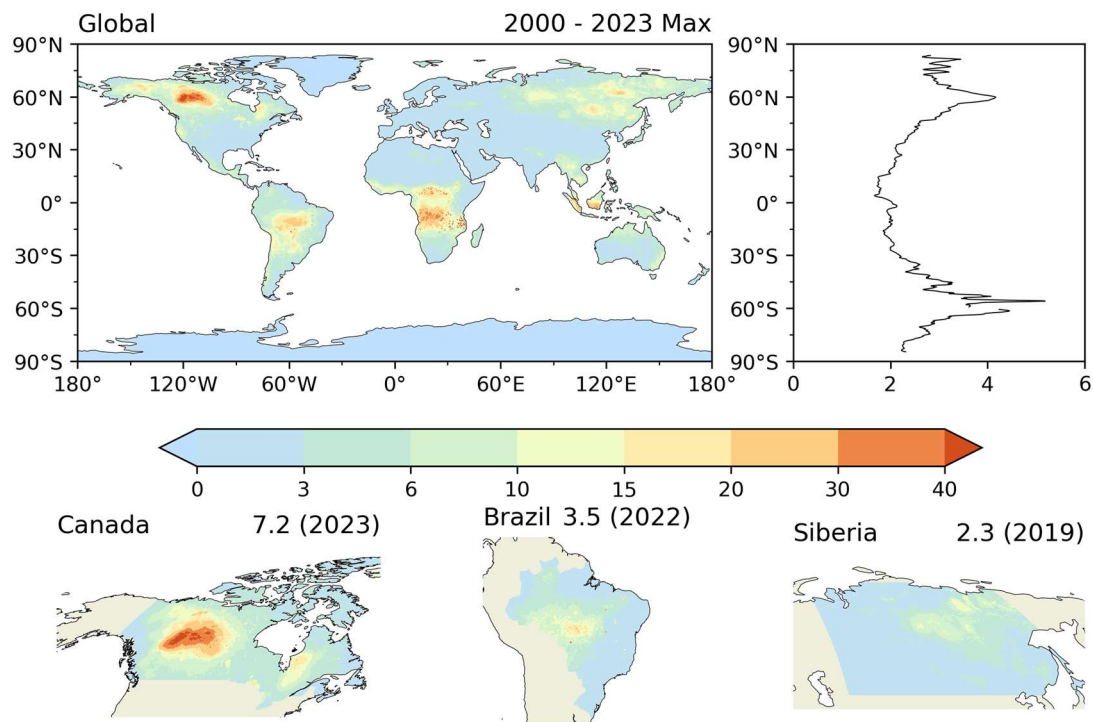 Global 2000 - 2023 Max
90°N
60°N
30°N
0°
30°S
60°S
90°S
180° 120°W 60°W 0° 60°E 120°E 180°
90°N
60°N
30°N
0°
30°S
60°S
90°S
0 2 4 6
0 3 6 10 15 20 30 40
Canada 7.2 (2023)
Brazil 3.5 (2022)
Siberia 2.3 (2019)